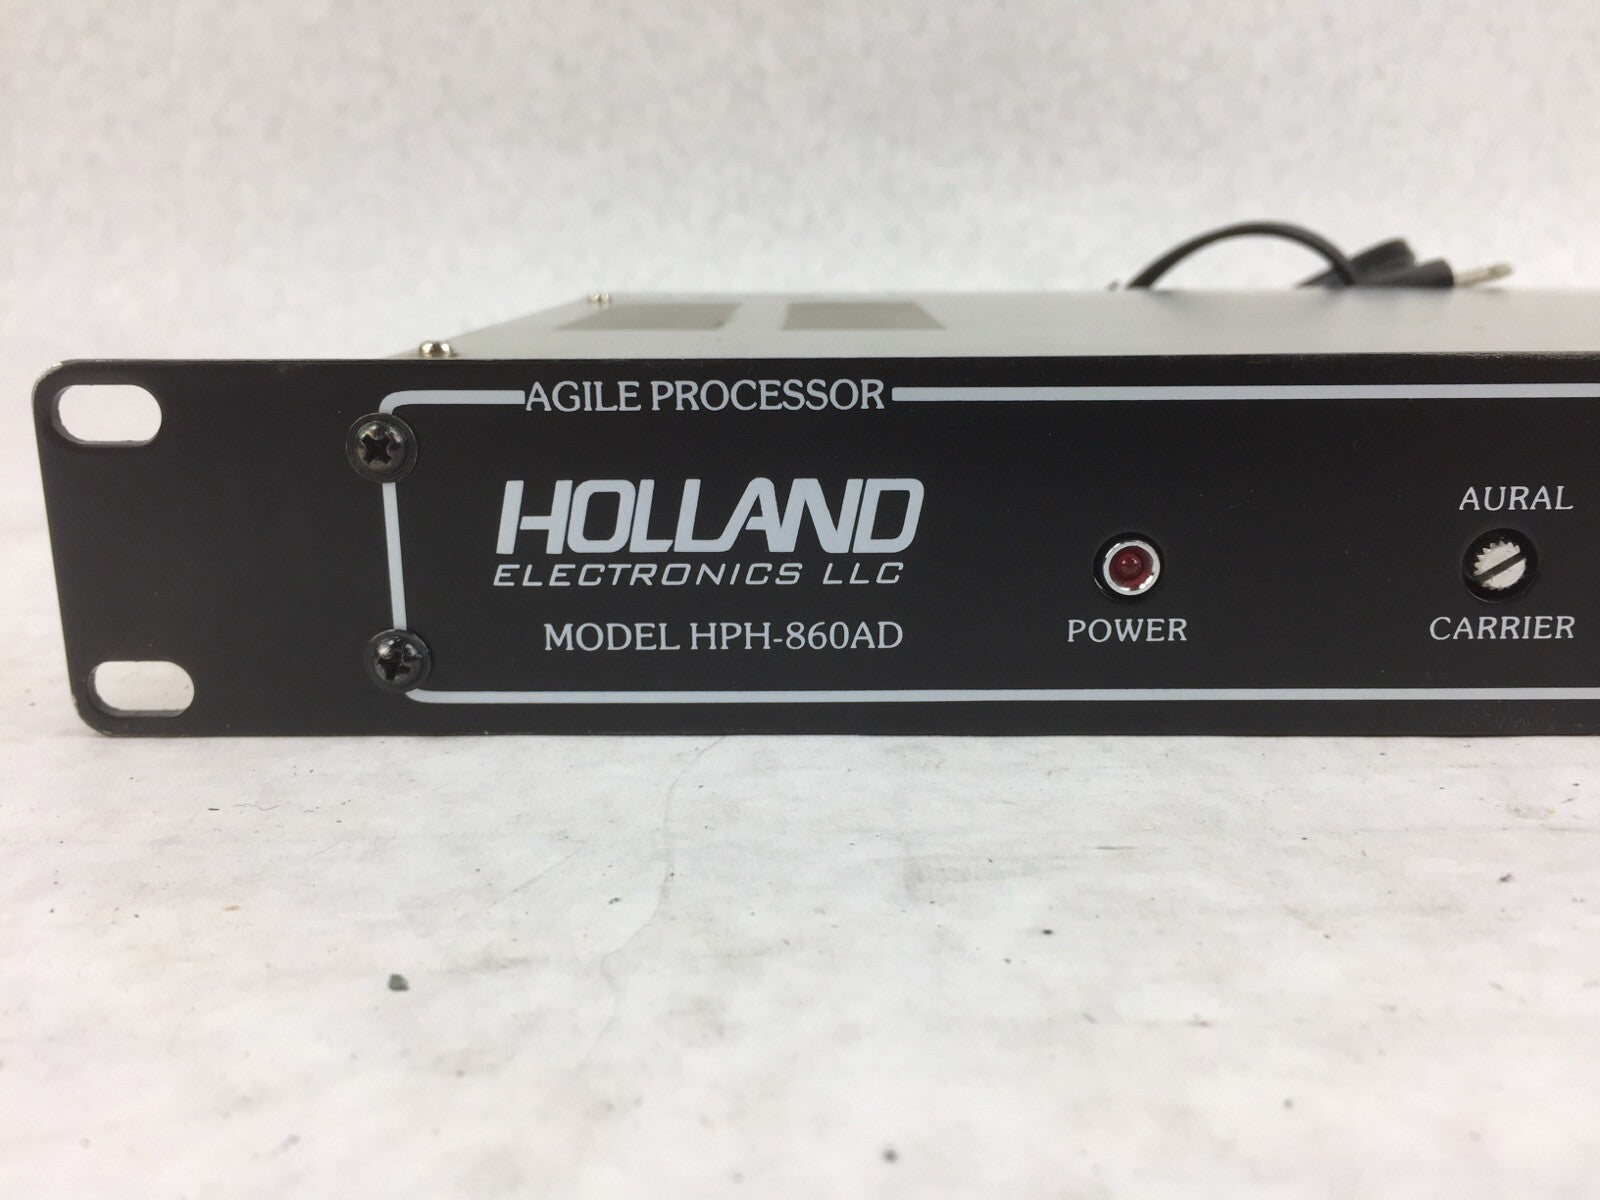 AGILE PROCESSOR
HOLLAND
ELECTRONICS LLC
MODEL HPH-860AD
POWER
AURAL
CARRIER